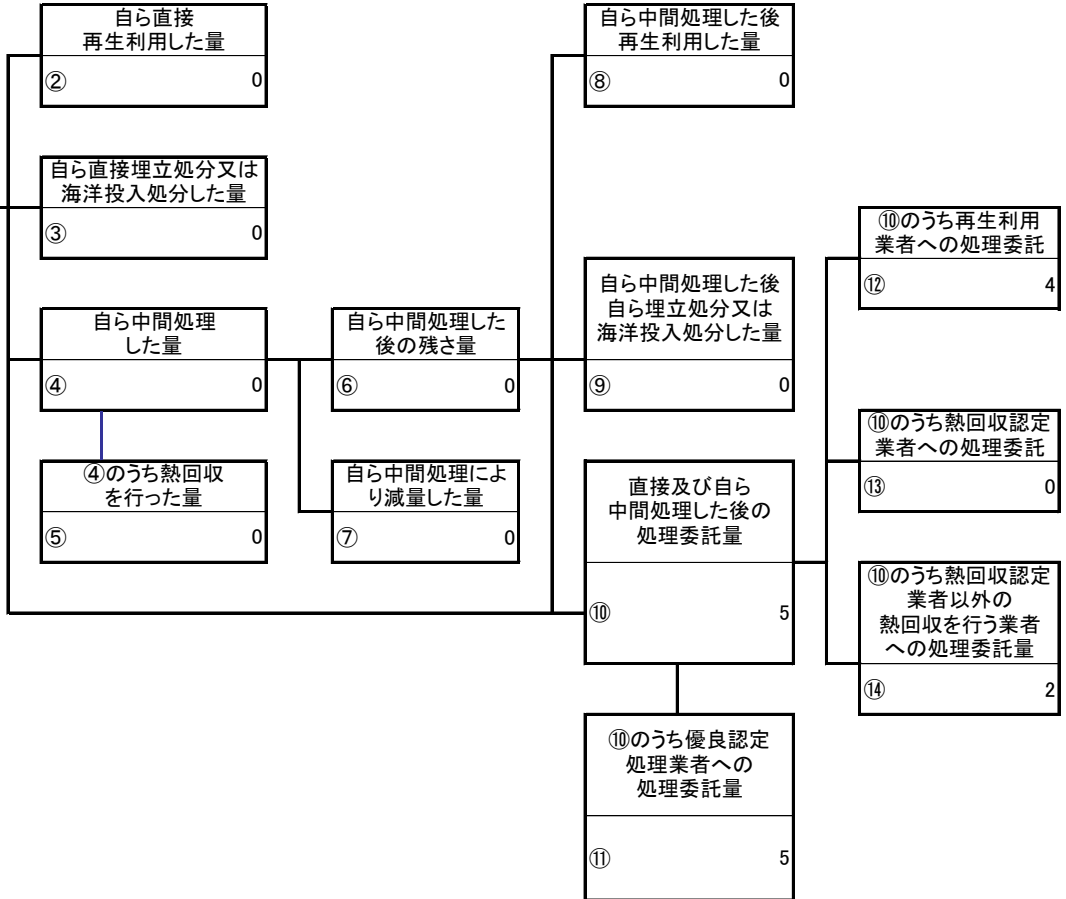 自ら直接
再生利用した量
② 0
自ら直接埋立処分又は
海洋投入処分した量
③ 0
自ら中間処理
した量
④ 0
④のうち熱回収
を行った量
⑤ 0
自ら中間処理した
後の残さ量
⑥ 0
自ら中間処理によ
り減量した量
⑦ 0
自ら中間処理した後
再生利用した量
⑧ 0
自ら中間処理した後
自ら埋立処分又は
海洋投入処分した量
⑨ 0
直接及び自ら
中間処理した後の
処理委託量
⑩ 5
⑩のうち優良認定
処理業者への
処理委託量
⑪ 5
⑩のうち再生利用
業者への処理委託
⑫ 4
⑩のうち熱回収認定
業者への処理委託
⑬ 0
⑩のうち熱回収認定
業者以外の
熱回収を行う業者
への処理委託量
⑭ 2